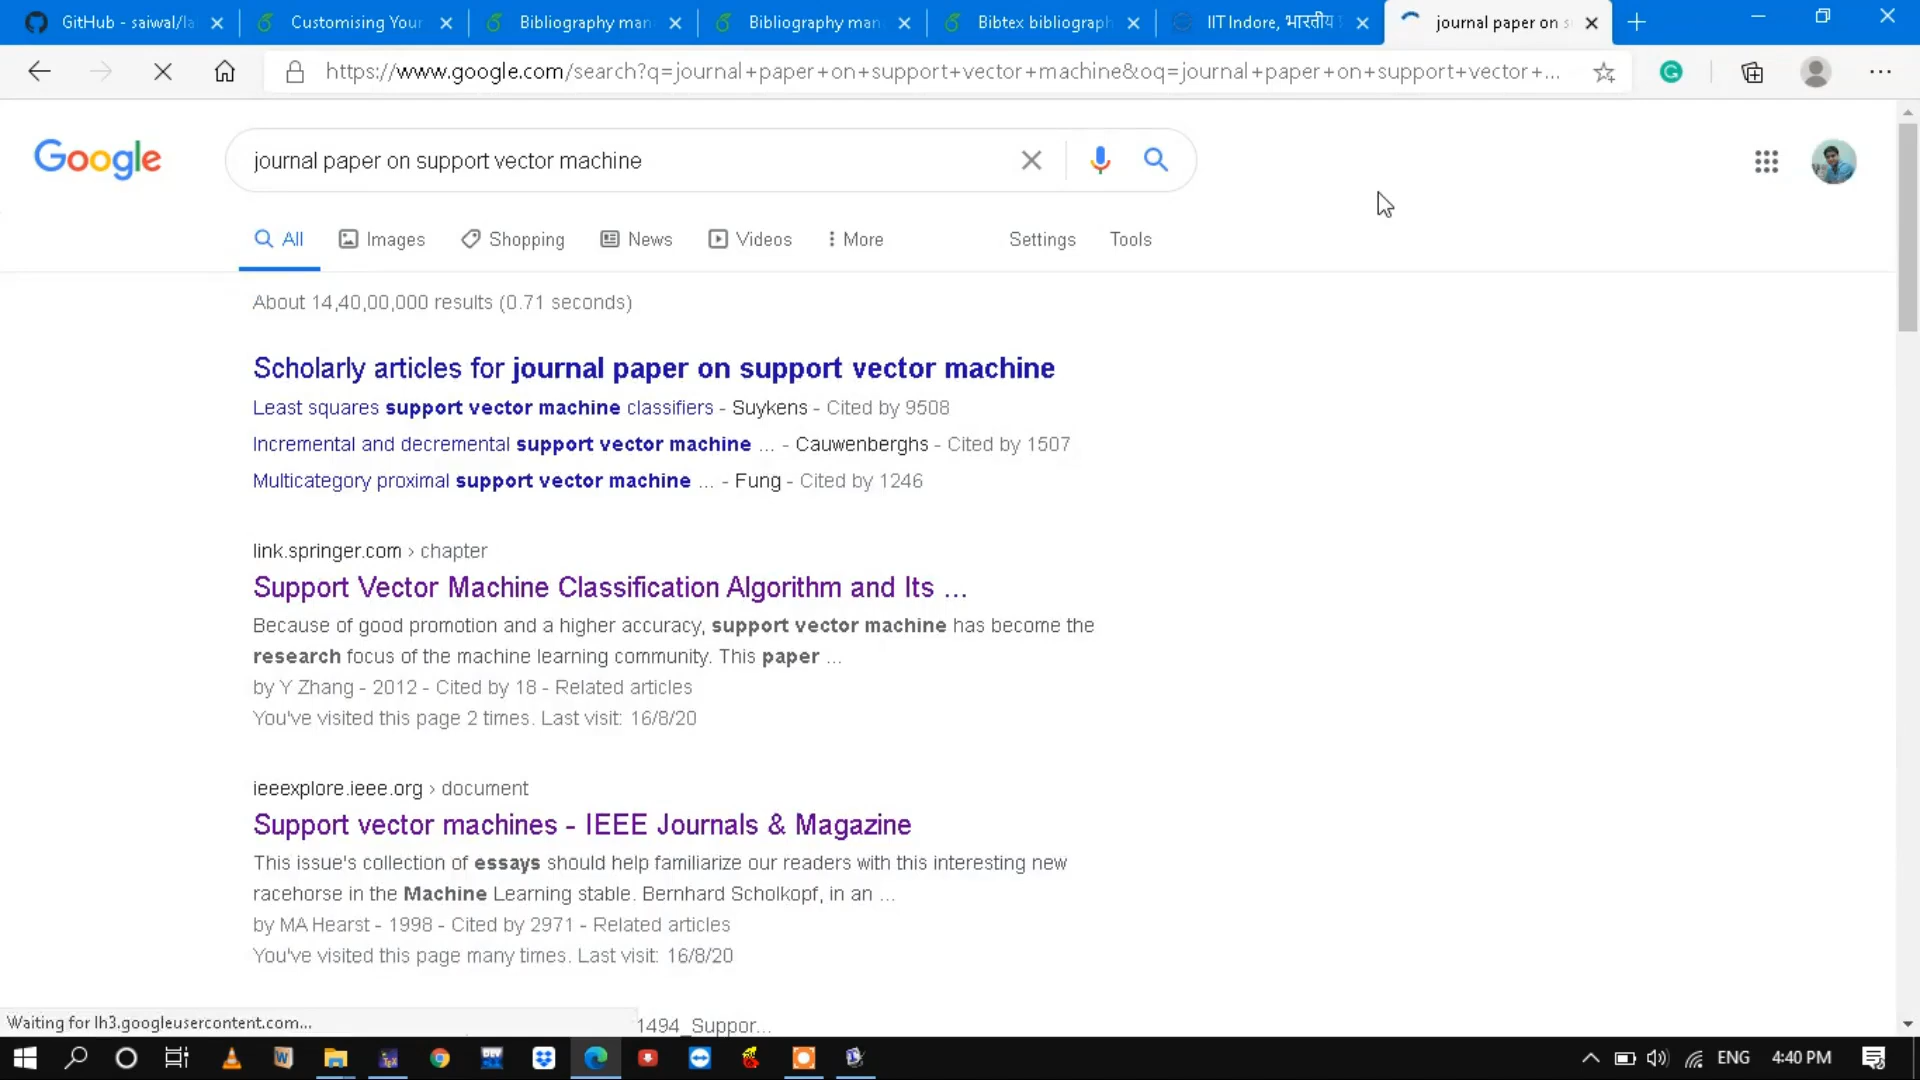 GitHub - saiwal/la
Customising Your
Bibliography man
Bibliography man
Bibtex bibliograph
IIT Indore, भारतीय
journal paper on s
https://www.google.com/search?q=journal+paper+on+support+vector+machine&oq=journal+paper+on+support+vector+...
Google
journal paper on support vector machine
All Images Shopping News Videos More Settings Tools
About 14,40,00,000 results (0.71 seconds)
Scholarly articles for journal paper on support vector machine
Least squares support vector machine classifiers - Suykens - Cited by 9508
Incremental and decremental support vector machine ... - Cauwenberghs - Cited by 1507
Multicategory proximal support vector machine ... - Fung - Cited by 1246
link.springer.com › chapter
Support Vector Machine Classification Algorithm and Its ...
Because of good promotion and a higher accuracy, support vector machine has become the
research focus of the machine learning community. This paper ...
by Y Zhang - 2012 - Cited by 18 - Related articles
You've visited this page 2 times. Last visit: 16/8/20
ieeexplore.ieee.org › document
Support vector machines - IEEE Journals & Magazine
This issue's collection of essays should help familiarize our readers with this interesting new
racehorse in the Machine Learning stable. Bernhard Scholkopf, in an ...
by MA Hearst - 1998 - Cited by 2971 - Related articles
You've visited this page many times. Last visit: 16/8/20
Waiting for lh3.googleusercontent.com...
1494_Suppor...
ENG 4:40 PM